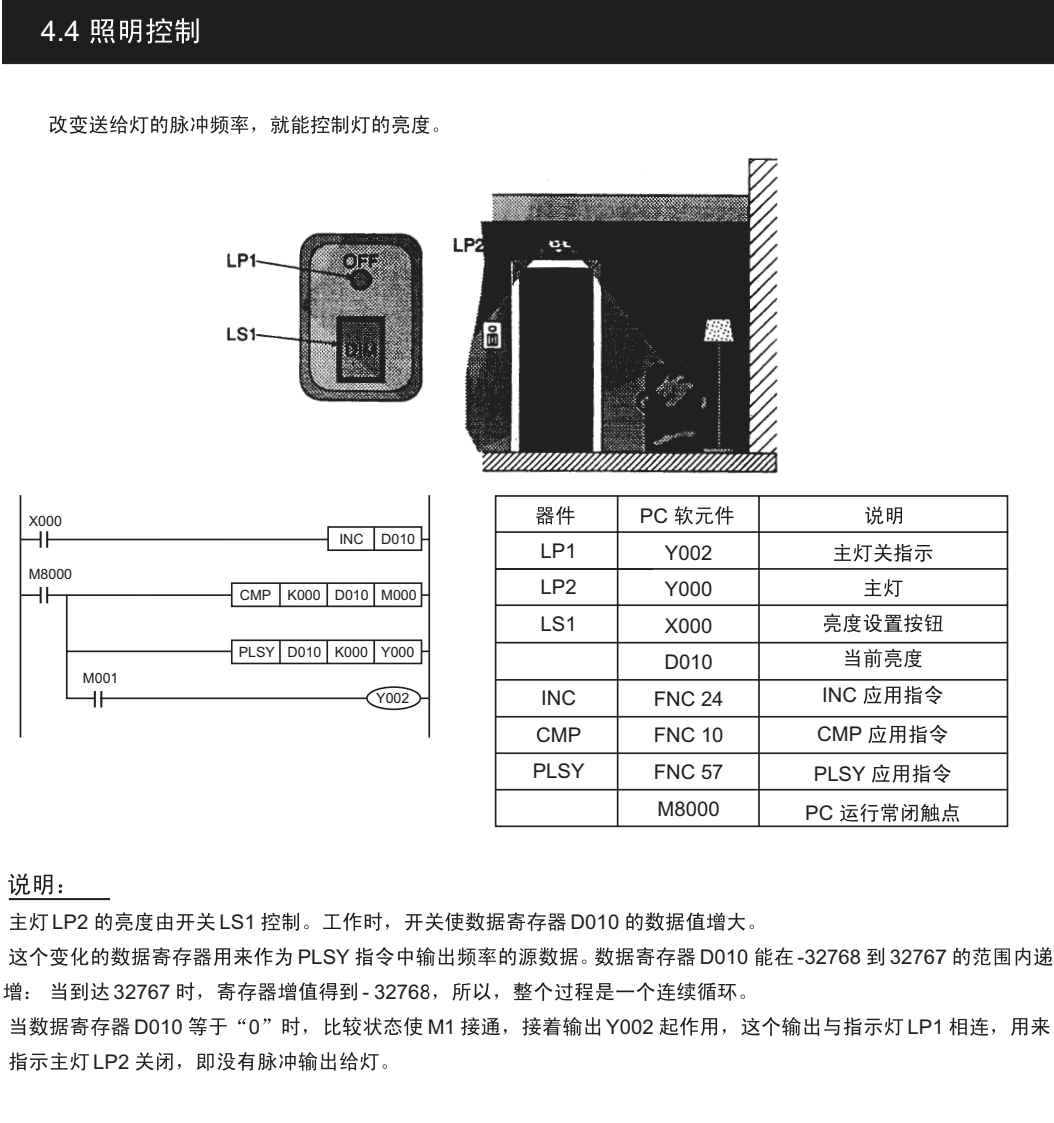 4.4 照明控制
改变送给灯的脉冲频率，就能控制灯的亮度。
LP1
OFF
LS1
DIM
LP2
X000
INC D010
M8000
CMP K000 D010 M000
PLSY D010 K000 Y000
M001
Y002
器件 PC 软元件 说明
LP1 Y002 主灯关指示
LP2 Y000 主灯
LS1 X000 亮度设置按钮
D010 当前亮度
INC FNC 24 INC 应用指令
CMP FNC 10 CMP 应用指令
PLSY FNC 57 PLSY 应用指令
M8000 PC 运行常闭触点
说明：
主灯 LP2 的亮度由开关 LS1 控制。工作时，开关使数据寄存器 D010 的数据值增大。
这个变化的数据寄存器用来作为 PLSY 指令中输出频率的源数据。数据寄存器 D010 能在 -32768 到 32767 的范围内递
增： 当到达 32767 时，寄存器增值得到 - 32768，所以，整个过程是一个连续循环。
当数据寄存器 D010 等于“0”时，比较状态使 M1 接通，接着输出 Y002 起作用，这个输出与指示灯 LP1 相连，用来
指示主灯 LP2 关闭，即没有脉冲输出给灯。